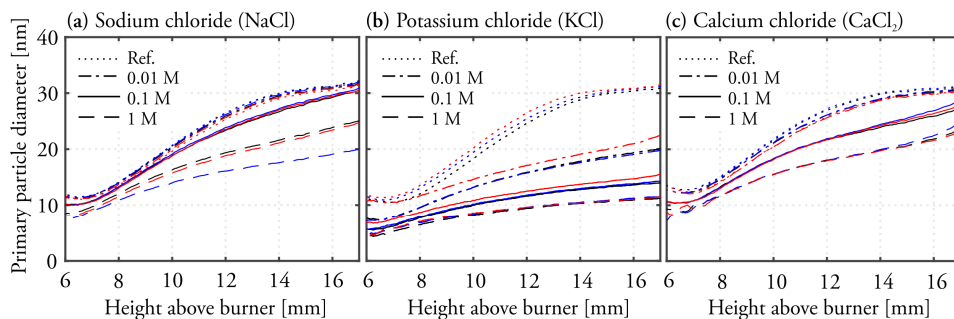 (a) Sodium chloride (NaCl)
(b) Potassium chloride (KCl)
(c) Calcium chloride (CaCl₂)
Primary particle diameter [nm]
40
30
20
10
0
Ref.
0.01 M
0.1 M
1 M
Ref.
0.01 M
0.1 M
1 M
Ref.
0.01 M
0.1 M
1 M
6 8 10 12 14 16
6 8 10 12 14 16
6 8 10 12 14 16
Height above burner [mm]
Height above burner [mm]
Height above burner [mm]